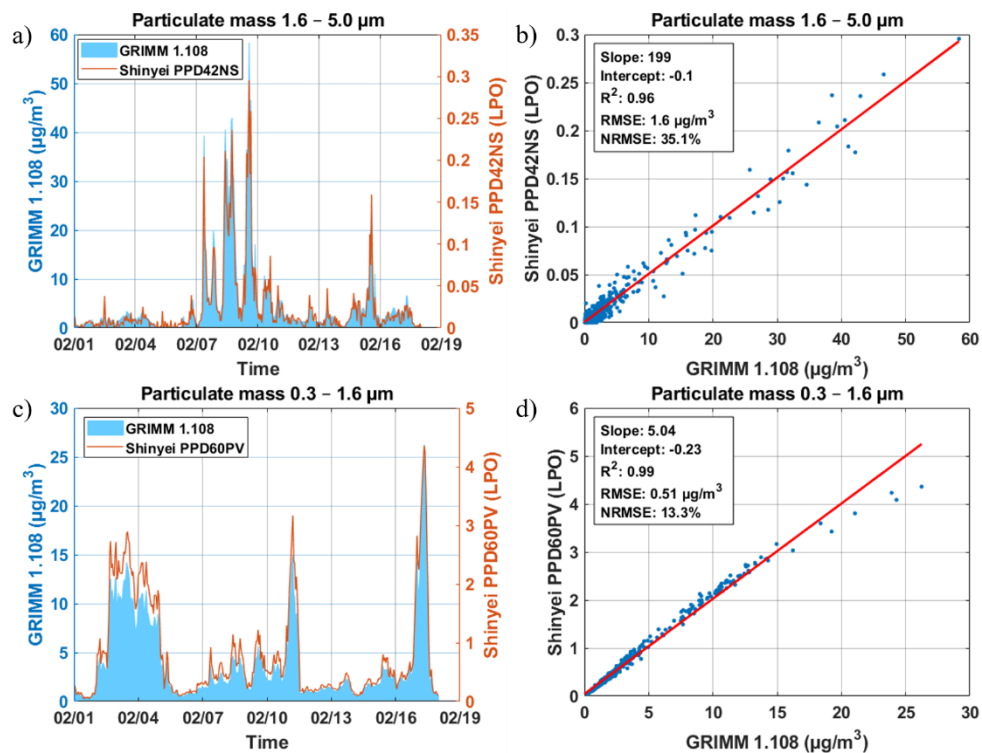 a)
Particulate mass 1.6 – 5.0 µm
GRIMM 1.108
Shinyei PPD42NS
GRIMM 1.108 (µg/m³)
60
50
40
30
20
10
0
0.35
0.3
0.25
0.2
0.15
0.1
0.05
0
Shinyei PPD42NS (LPO)
02/01 02/04 02/07 02/10 02/13 02/16 02/19
Time
b)
Particulate mass 1.6 – 5.0 µm
Slope: 199
Intercept: -0.1
R²: 0.96
RMSE: 1.6 µg/m³
NRMSE: 35.1%
Shinyei PPD42NS (LPO)
0.3
0.25
0.2
0.15
0.1
0.05
0
0 10 20 30 40 50 60
GRIMM 1.108 (µg/m³)
c)
Particulate mass 0.3 – 1.6 µm
GRIMM 1.108
Shinyei PPD60PV
GRIMM 1.108 (µg/m³)
30
25
20
15
10
5
0
5
4
3
2
1
0
Shinyei PPD60PV (LPO)
02/01 02/04 02/07 02/10 02/13 02/16 02/19
Time
d)
Particulate mass 0.3 – 1.6 µm
Slope: 5.04
Intercept: -0.23
R²: 0.99
RMSE: 0.51 µg/m³
NRMSE: 13.3%
Shinyei PPD60PV (LPO)
6
5
4
3
2
1
0
0 5 10 15 20 25 30
GRIMM 1.108 (µg/m³)